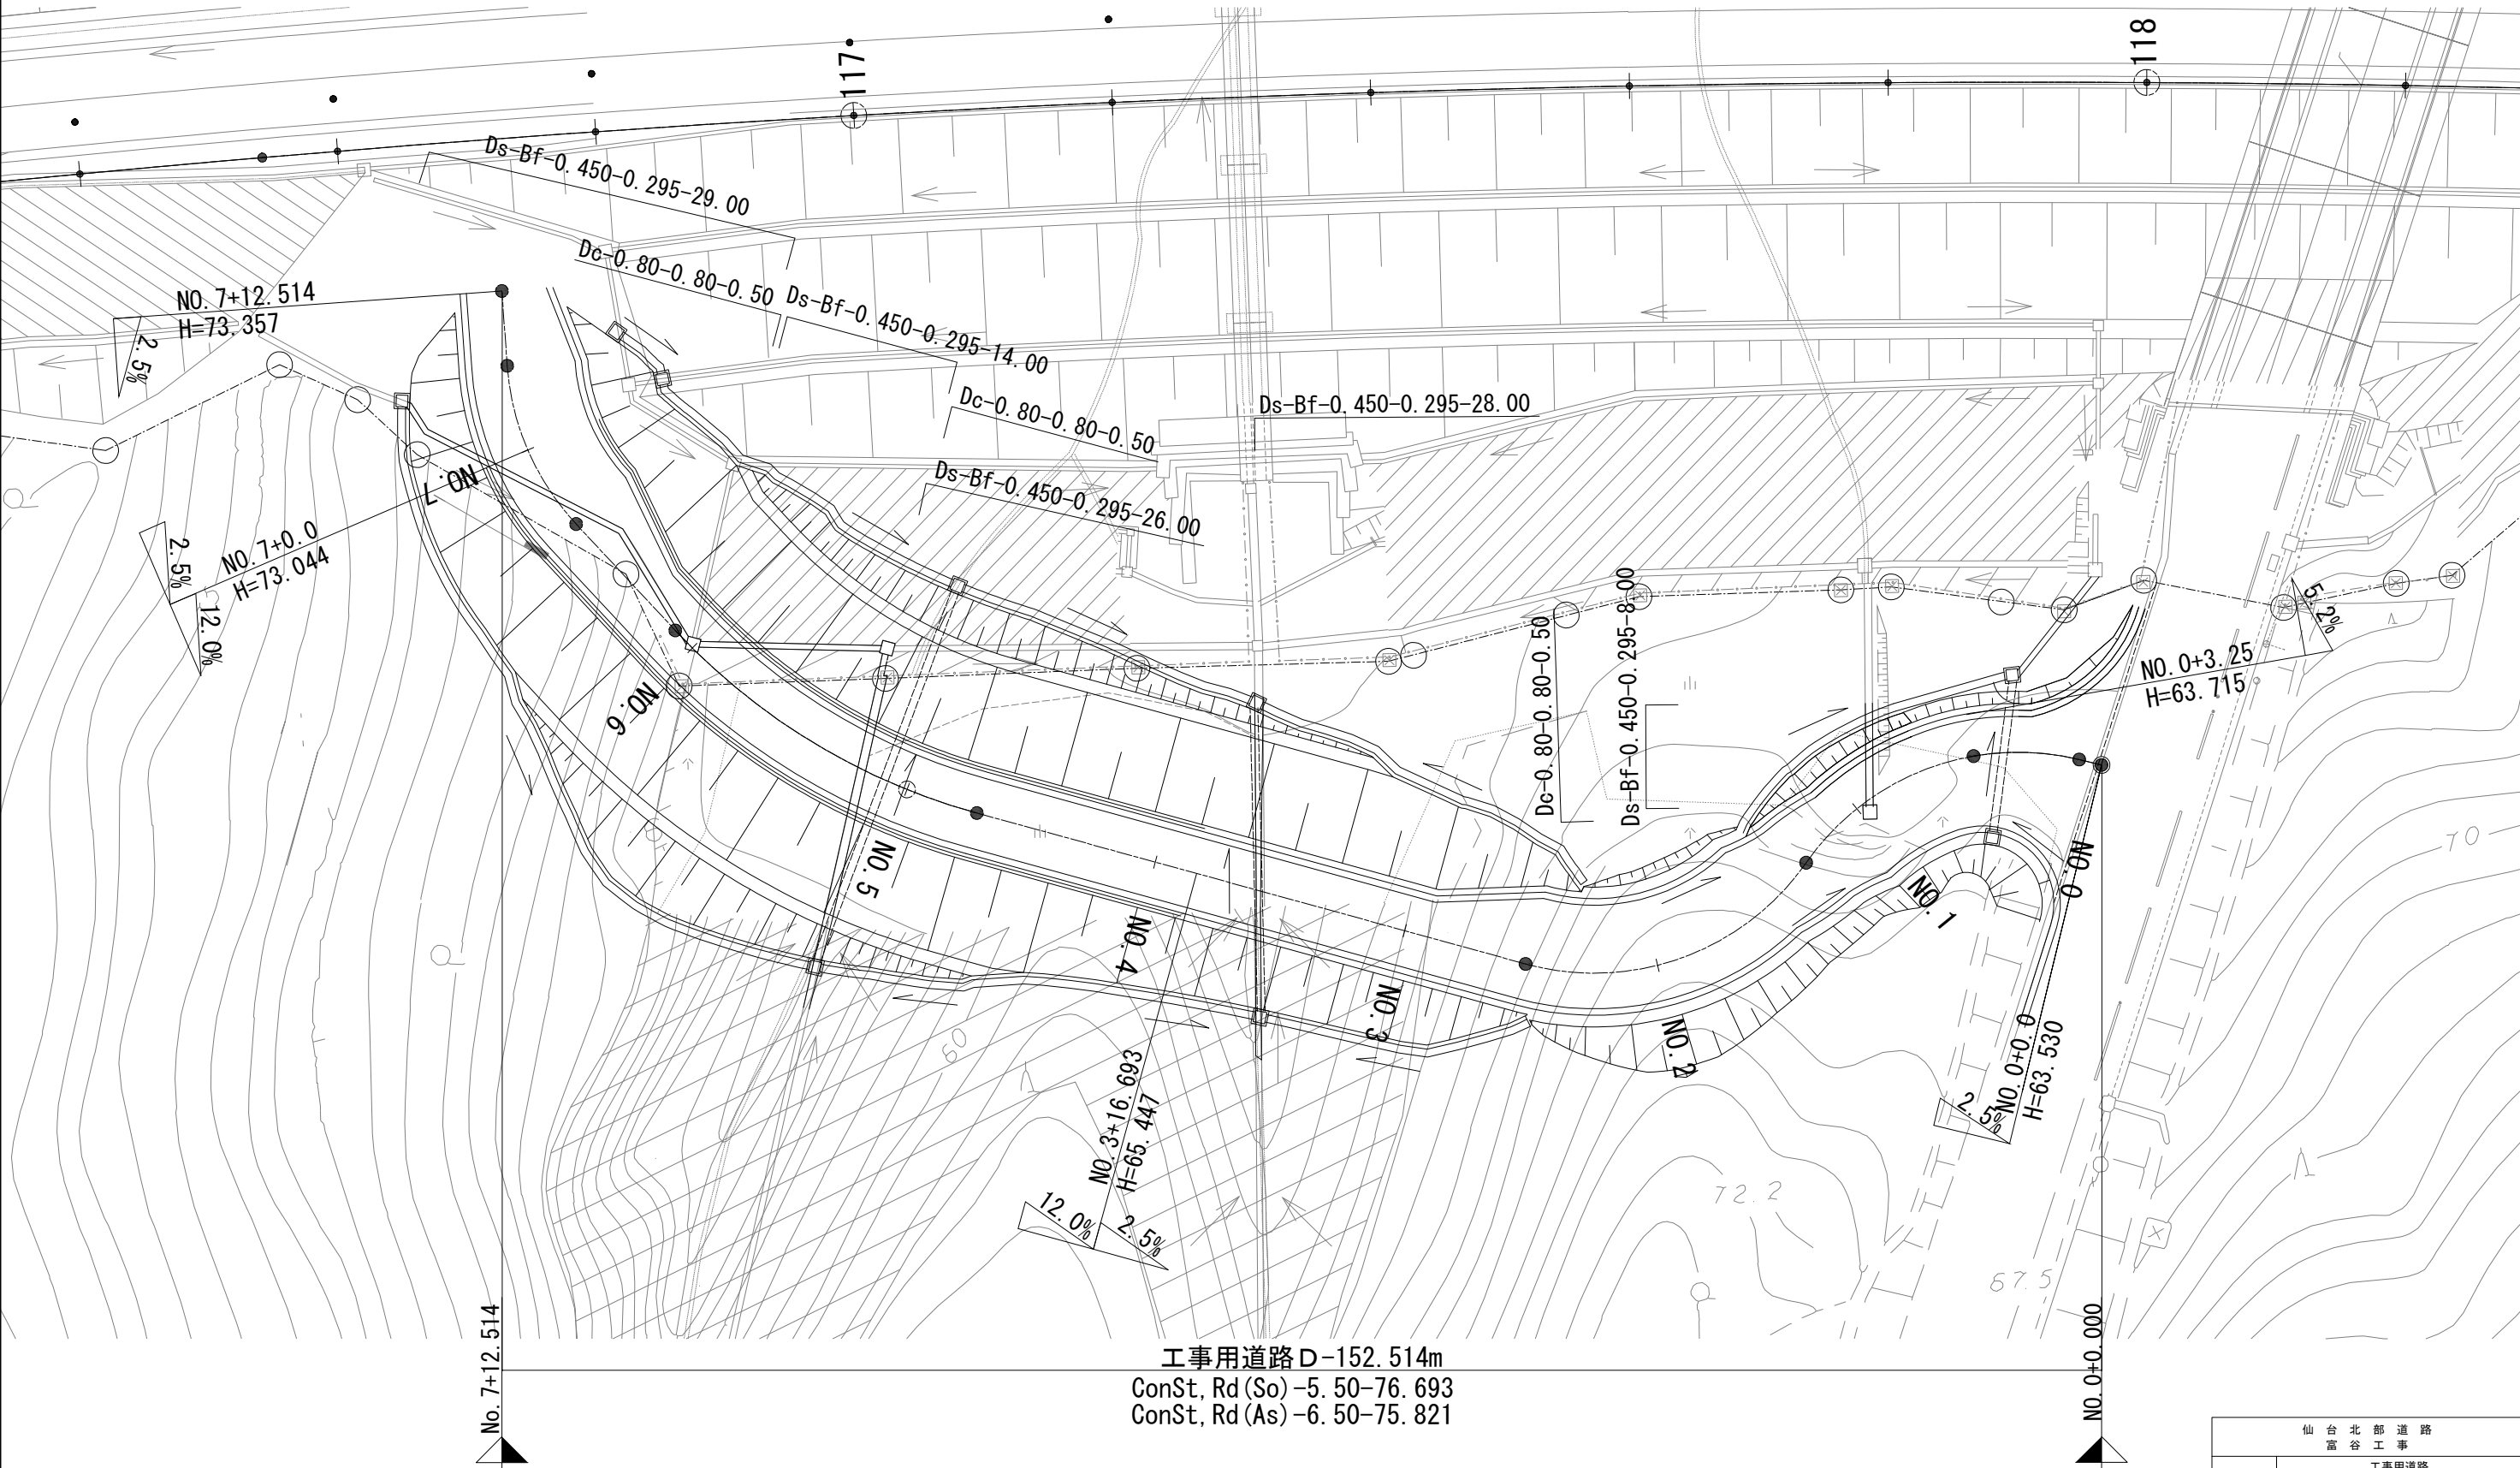 117
118
Ds-Bf-0.450-0.295-29.00
Dc-0.80-0.80-0.50
Ds-Bf-0.450-0.295-14.00
NO.7+12.514
H=73.357
2.5%
Dc-0.80-0.80-0.50
Ds-Bf-0.450-0.295-28.00
Ds-Bf-0.450-0.295-26.00
NO.7
NO.7+0.0
H=73.044
2.5%
12.0%
Dc-0.80-0.80-0.50
Ds-Bf-0.450-0.295-8.00
5.2%
NO.0+3.25
H=63.715
NO.6
NO.5
NO.4
NO.3
NO.2
NO.1
NO.0
70
60
NO.3+16.693
H=65.447
12.0%
2.5%
NO.0+0.0
H=63.530
2.5%
72.2
67.5
No.7+12.514
NO.0+0.000
工事用道路D-152.514m
ConSt,Rd(So)-5.50-76.693
ConSt,Rd(As)-6.50-75.821
仙台北部道路
富谷工事
工事用道路